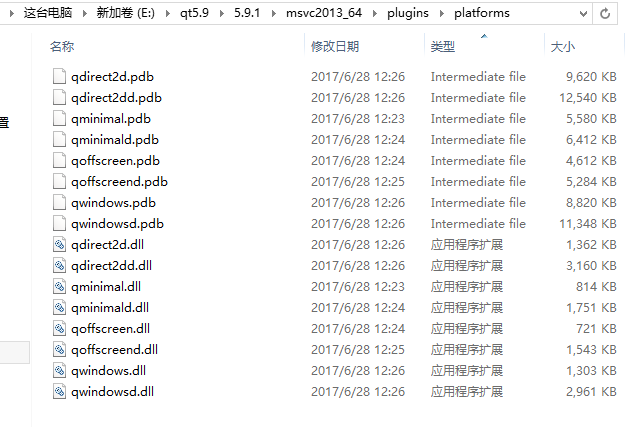 这台电脑 > 新加卷 (E:) > qt5.9 > 5.9.1 > msvc2013_64 > plugins > platforms
名称 修改日期 类型 大小
qdirect2d.pdb 2017/6/28 12:26 Intermediate file 9,620 KB
qdirect2dd.pdb 2017/6/28 12:26 Intermediate file 12,540 KB
qminimal.pdb 2017/6/28 12:23 Intermediate file 5,580 KB
置
qminimald.pdb 2017/6/28 12:24 Intermediate file 6,412 KB
qoffscreen.pdb 2017/6/28 12:24 Intermediate file 4,612 KB
qoffscreend.pdb 2017/6/28 12:25 Intermediate file 5,284 KB
qwindows.pdb 2017/6/28 12:26 Intermediate file 8,820 KB
qwindowsd.pdb 2017/6/28 12:26 Intermediate file 11,348 KB
qdirect2d.dll 2017/6/28 12:26 应用程序扩展 1,362 KB
qdirect2dd.dll 2017/6/28 12:26 应用程序扩展 3,160 KB
qminimal.dll 2017/6/28 12:23 应用程序扩展 814 KB
qminimald.dll 2017/6/28 12:24 应用程序扩展 1,751 KB
qoffscreen.dll 2017/6/28 12:24 应用程序扩展 721 KB
qoffscreend.dll 2017/6/28 12:25 应用程序扩展 1,543 KB
qwindows.dll 2017/6/28 12:26 应用程序扩展 1,303 KB
qwindowsd.dll 2017/6/28 12:26 应用程序扩展 2,961 KB